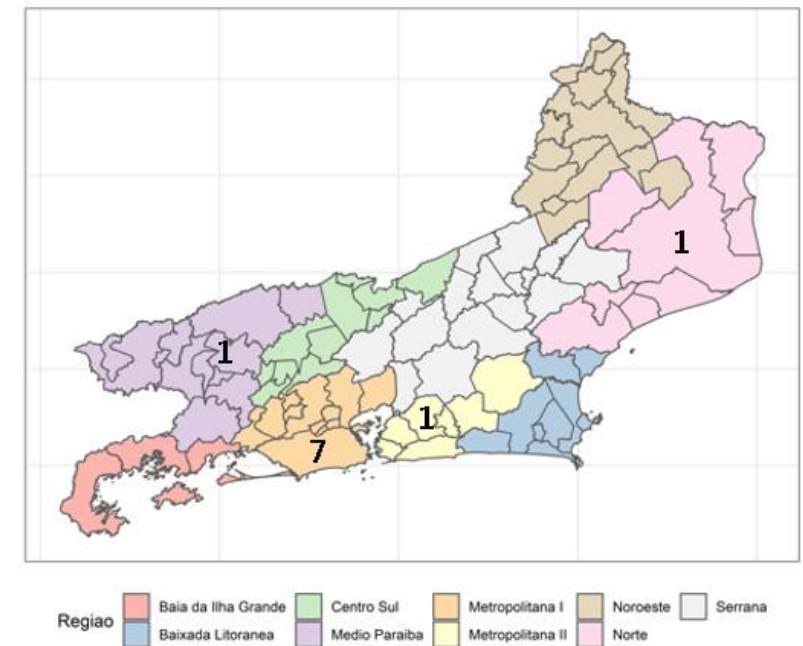 1
1
1
7
Regiao
Baia da Ilha Grande Centro Sul Metropolitana I Noroeste Serrana
Baixada Litoranea Medio Paraiba Metropolitana II Norte